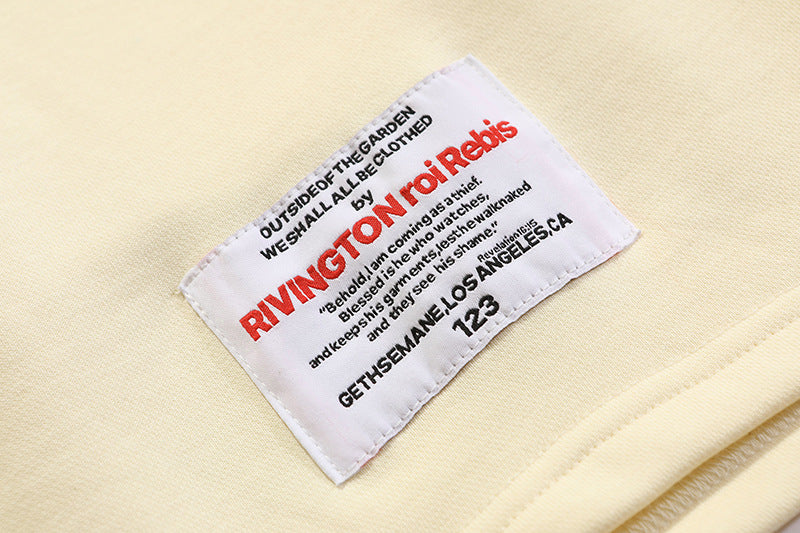 OUTSIDE OF THE GARDEN
WE SHALL ALL BE CLOTHED
by
RIVINGTON roi Rebis
"Behold, I am coming as a thief.
Blessed is he who watches,
and keeps his garments, lest he walk naked
and they see his shame."
Revelation 16:15
GETHSEMANE, LOS ANGELES, CA
123